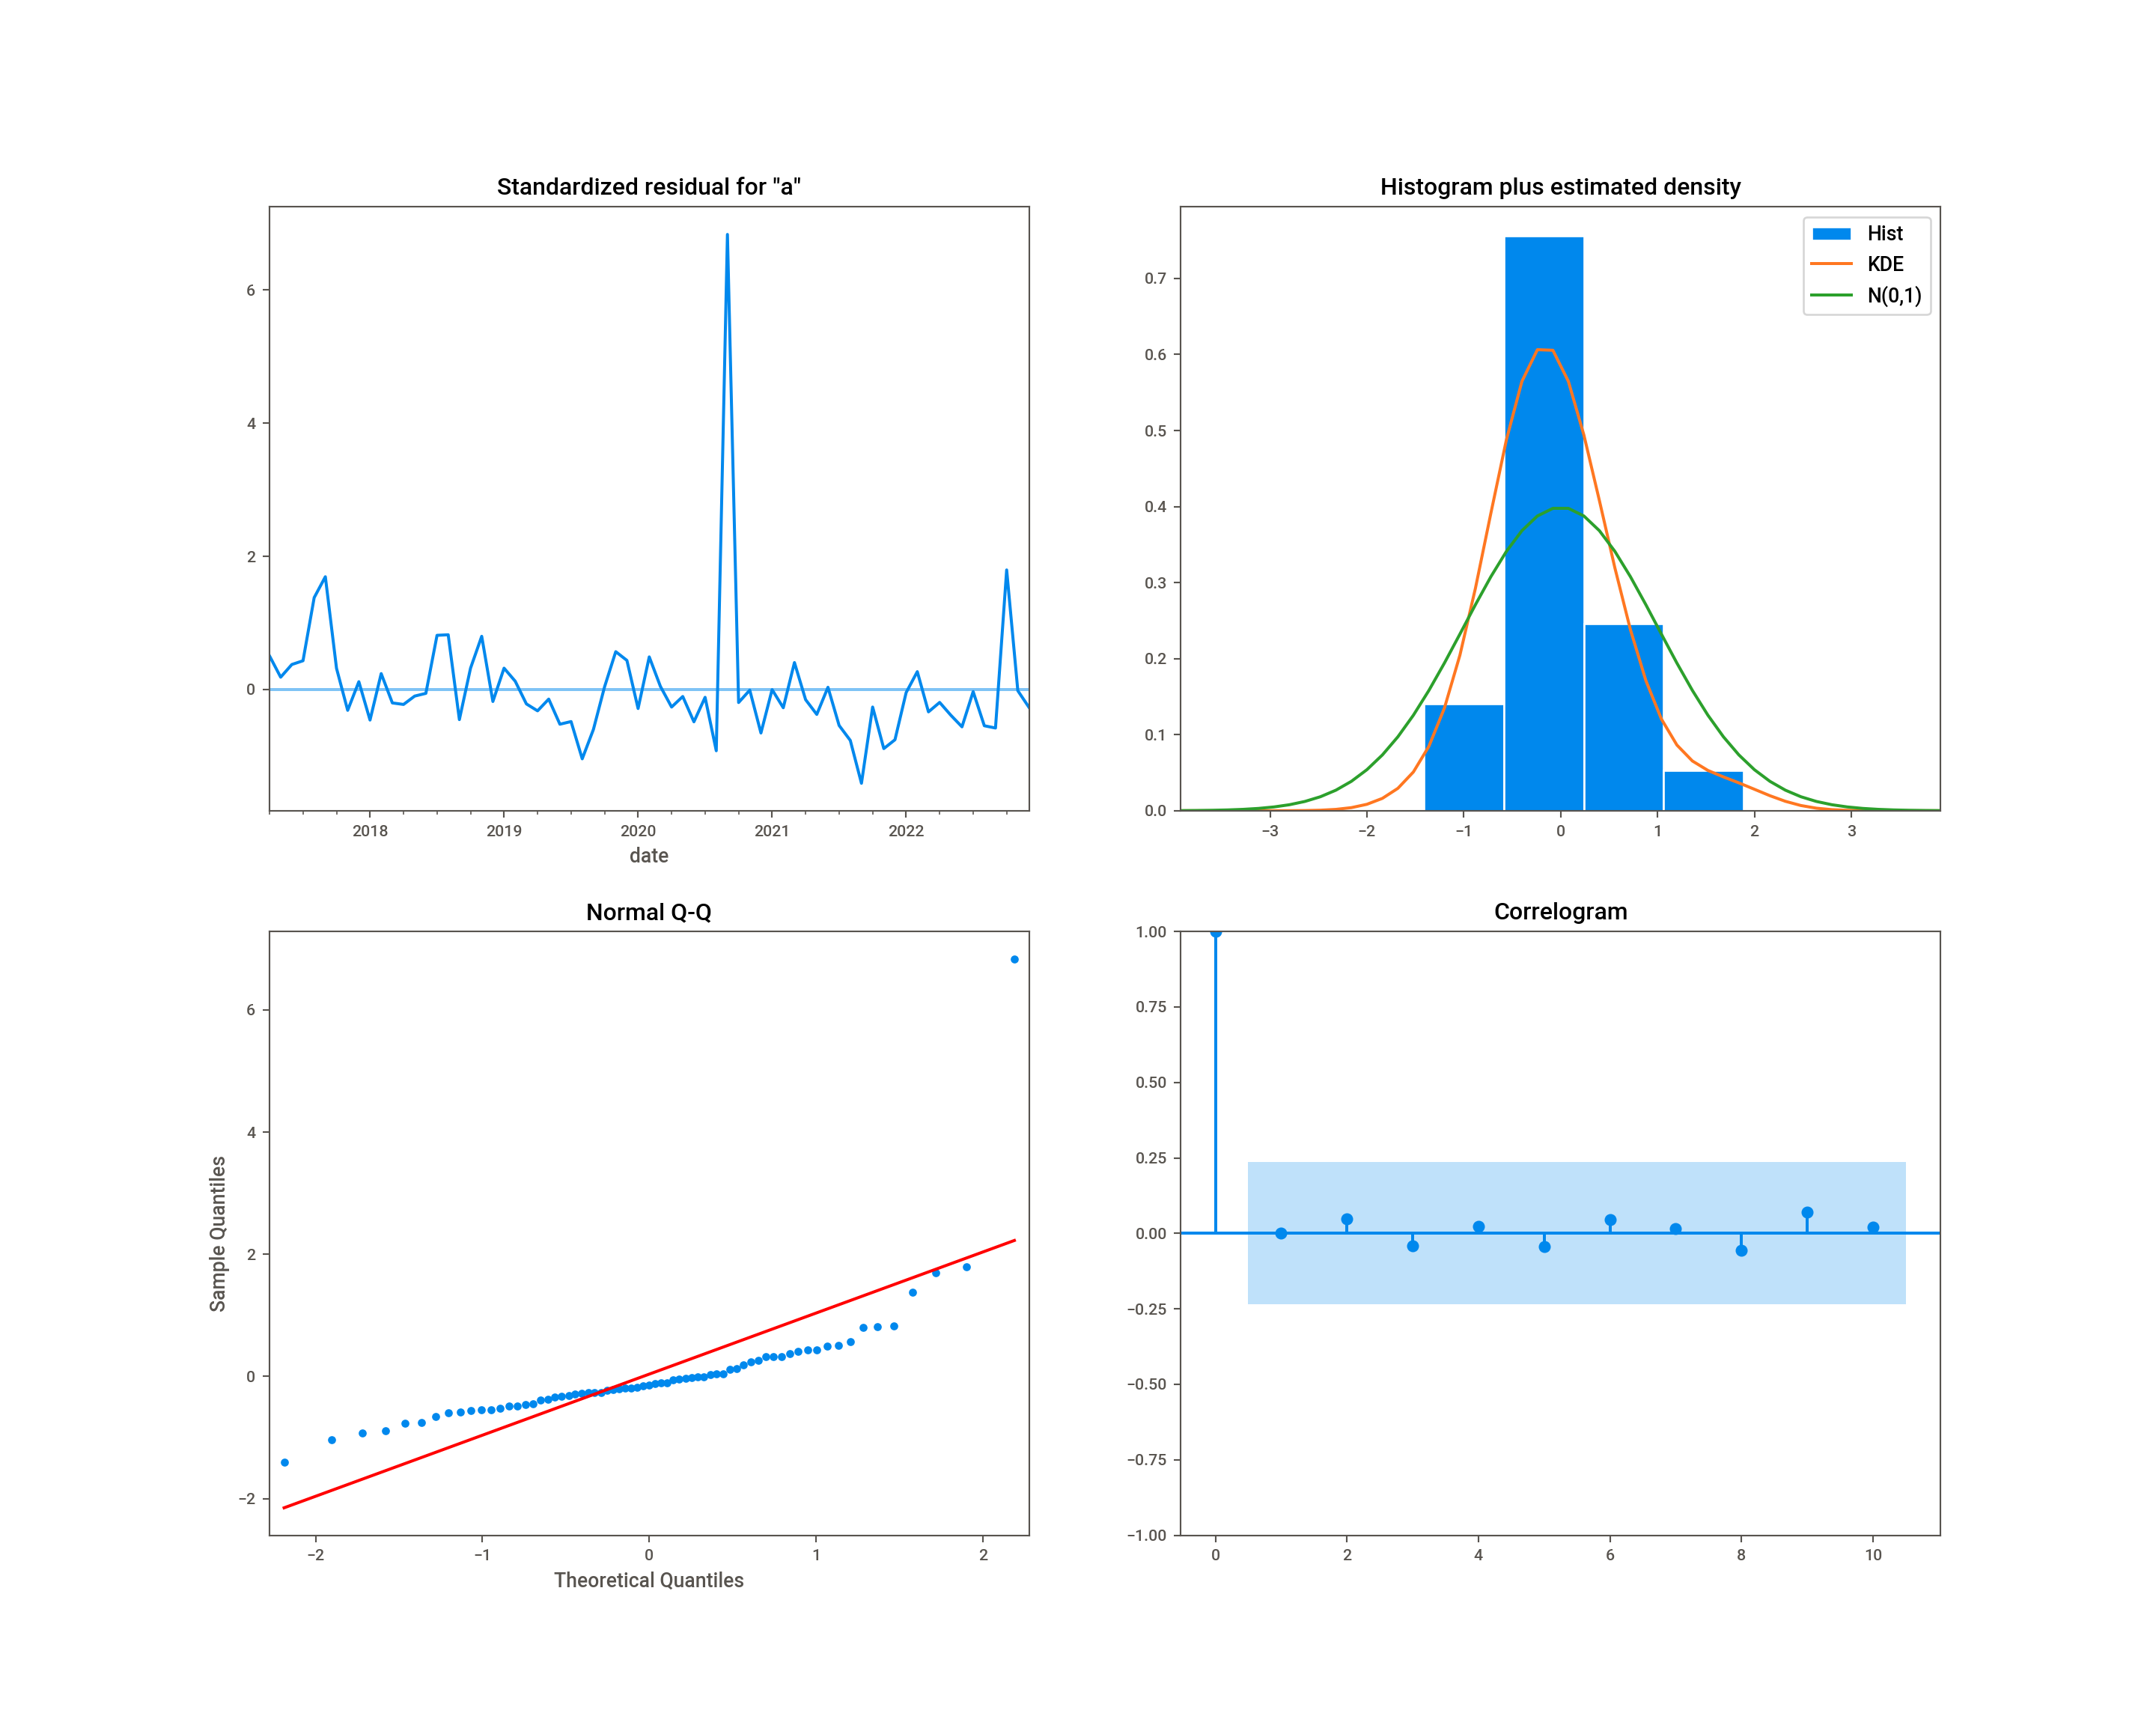 Standardized residual for "a"
6
4
2
0
2018 2019 2020 2021 2022
date
Histogram plus estimated density
Hist
KDE
N(0,1)
0.7
0.6
0.5
0.4
0.3
0.2
0.1
0.0
−3 −2 −1 0 1 2 3
Normal Q-Q
Sample Quantiles
6
4
2
0
−2
−2 −1 0 1 2
Theoretical Quantiles
Correlogram
1.00
0.75
0.50
0.25
0.00
−0.25
−0.50
−0.75
−1.00
0 2 4 6 8 10